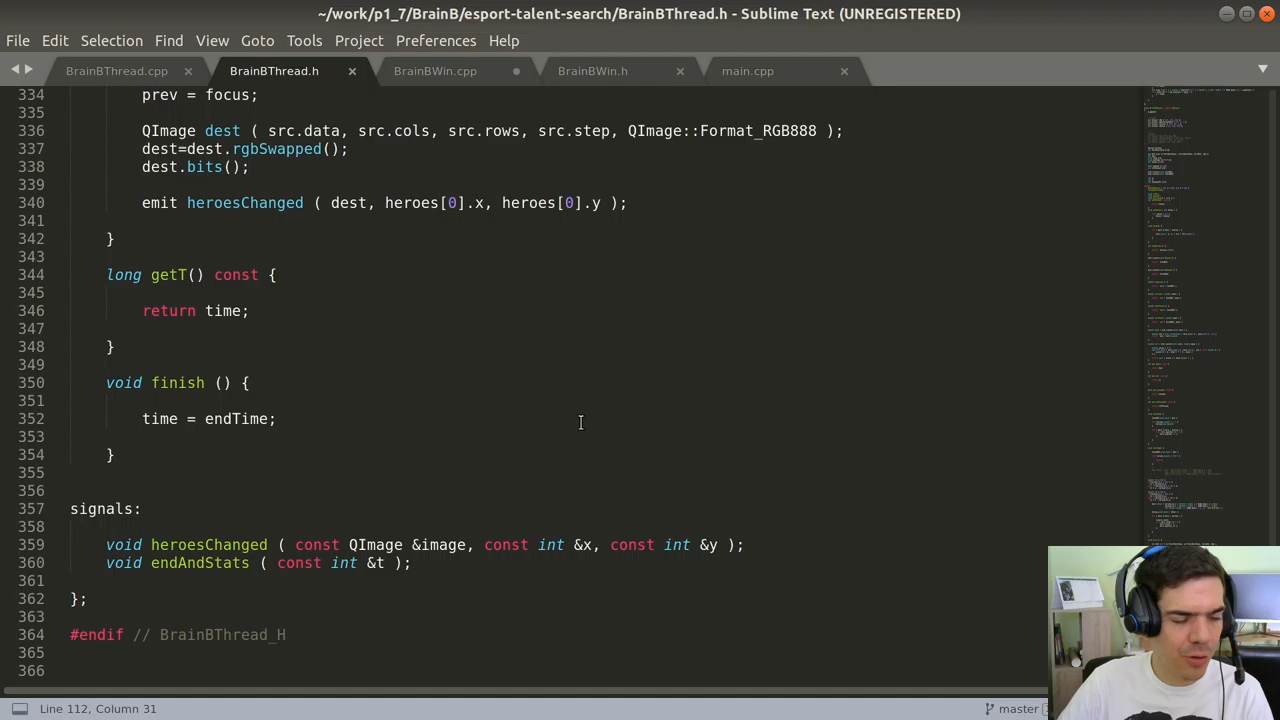 ~/work/p1_7/BrainB/esport-talent-search/BrainBThread.h - Sublime Text (UNREGISTERED)
File Edit Selection Find View Goto Tools Project Preferences Help
BrainBThread.cpp BrainBThread.h BrainBWin.cpp BrainBWin.h main.cpp
334 prev = focus;
335
336 QImage dest ( src.data, src.cols, src.rows, src.step, QImage::Format_RGB888 );
337 dest=dest.rgbSwapped();
338 dest.bits();
339
340 emit heroesChanged ( dest, heroes[0].x, heroes[0].y );
341
342 }
343
344 long getT() const {
345
346 return time;
347
348 }
349
350 void finish () {
351
352 time = endTime;
353
354 }
355
356
357 signals:
358
359 void heroesChanged ( const QImage &image, const int &x, const int &y );
360 void endAndStats ( const int &t );
361
362 };
363
364 #endif // BrainBThread_H
365
366
Line 112, Column 31 master